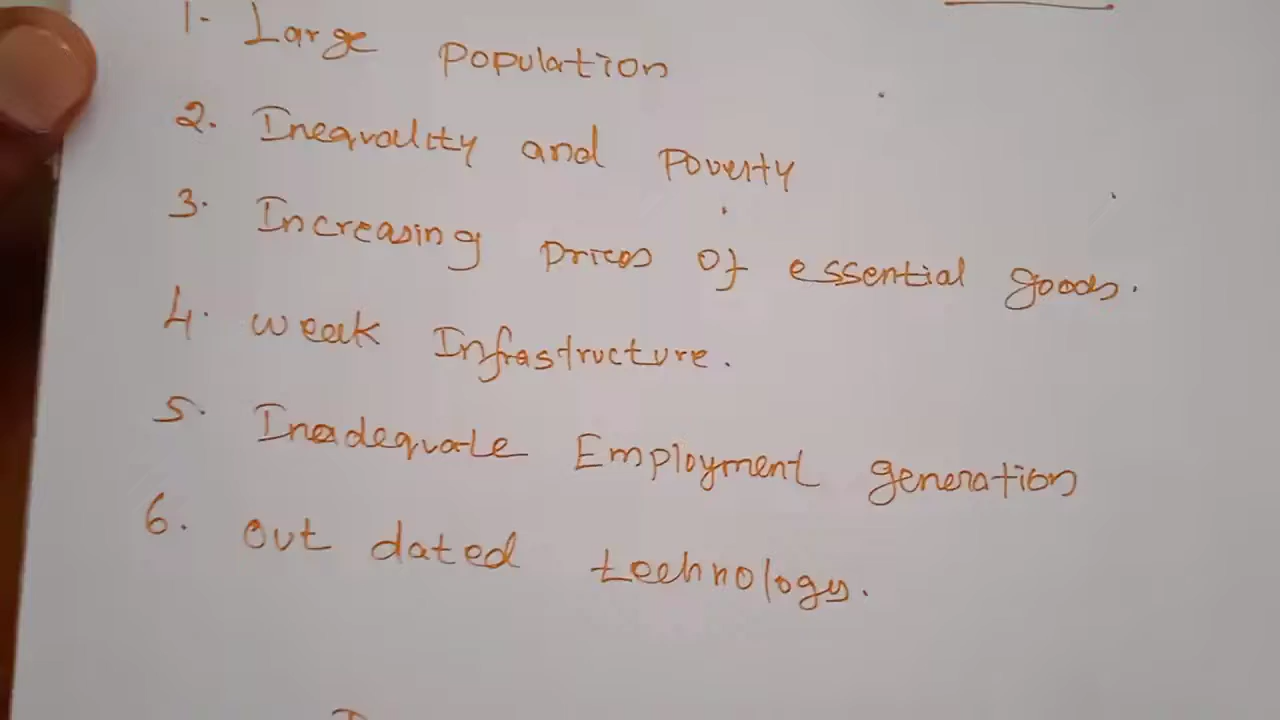 1. Large population
2. Inequality and Poverty
3. Increasing prices of essential goods.
4. weak Infrastructure.
5. Inadequate Employment generation
6. out dated technology.